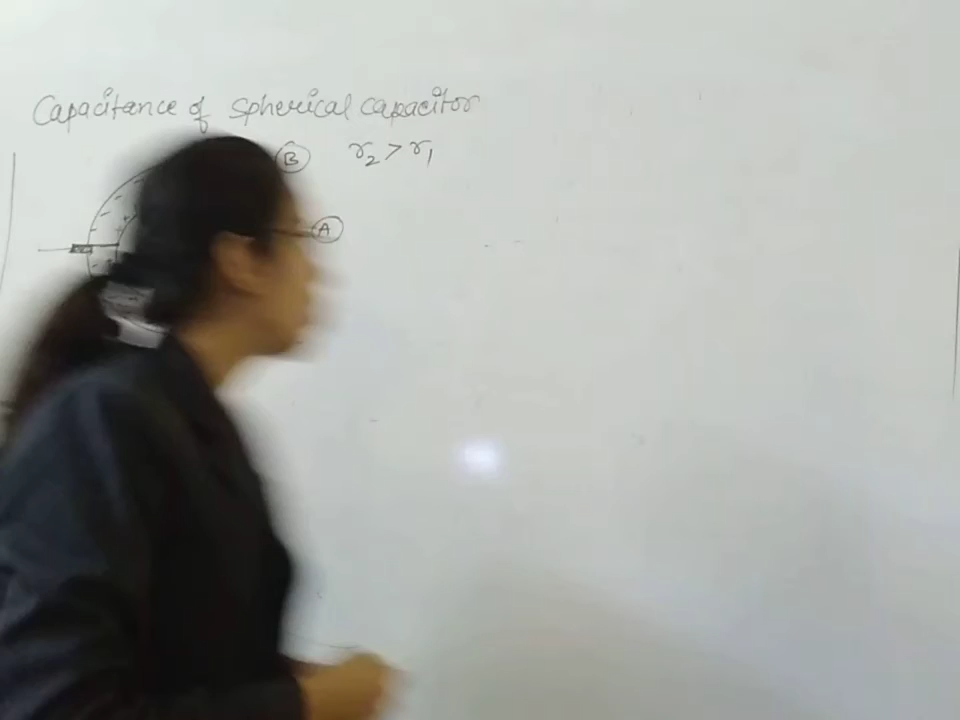 Capacitance of spherical capacitor
B r₂ > r₁
A